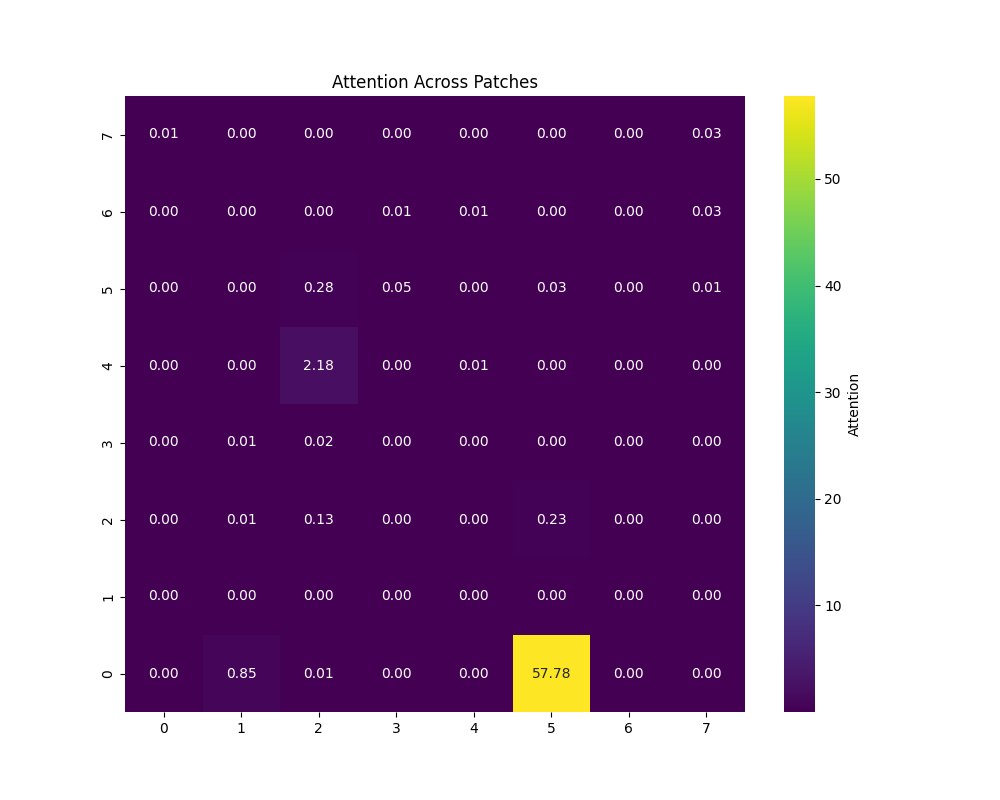 Attention Across Patches
7 0.01 0.00 0.00 0.00 0.00 0.00 0.00 0.03
6 0.00 0.00 0.00 0.01 0.01 0.00 0.00 0.03
5 0.00 0.00 0.28 0.05 0.00 0.03 0.00 0.01
4 0.00 0.00 2.18 0.00 0.01 0.00 0.00 0.00
3 0.00 0.01 0.02 0.00 0.00 0.00 0.00 0.00
2 0.00 0.01 0.13 0.00 0.00 0.23 0.00 0.00
1 0.00 0.00 0.00 0.00 0.00 0.00 0.00 0.00
0 0.00 0.85 0.01 0.00 0.00 57.78 0.00 0.00
0 1 2 3 4 5 6 7
50
40
30
20
10
Attention